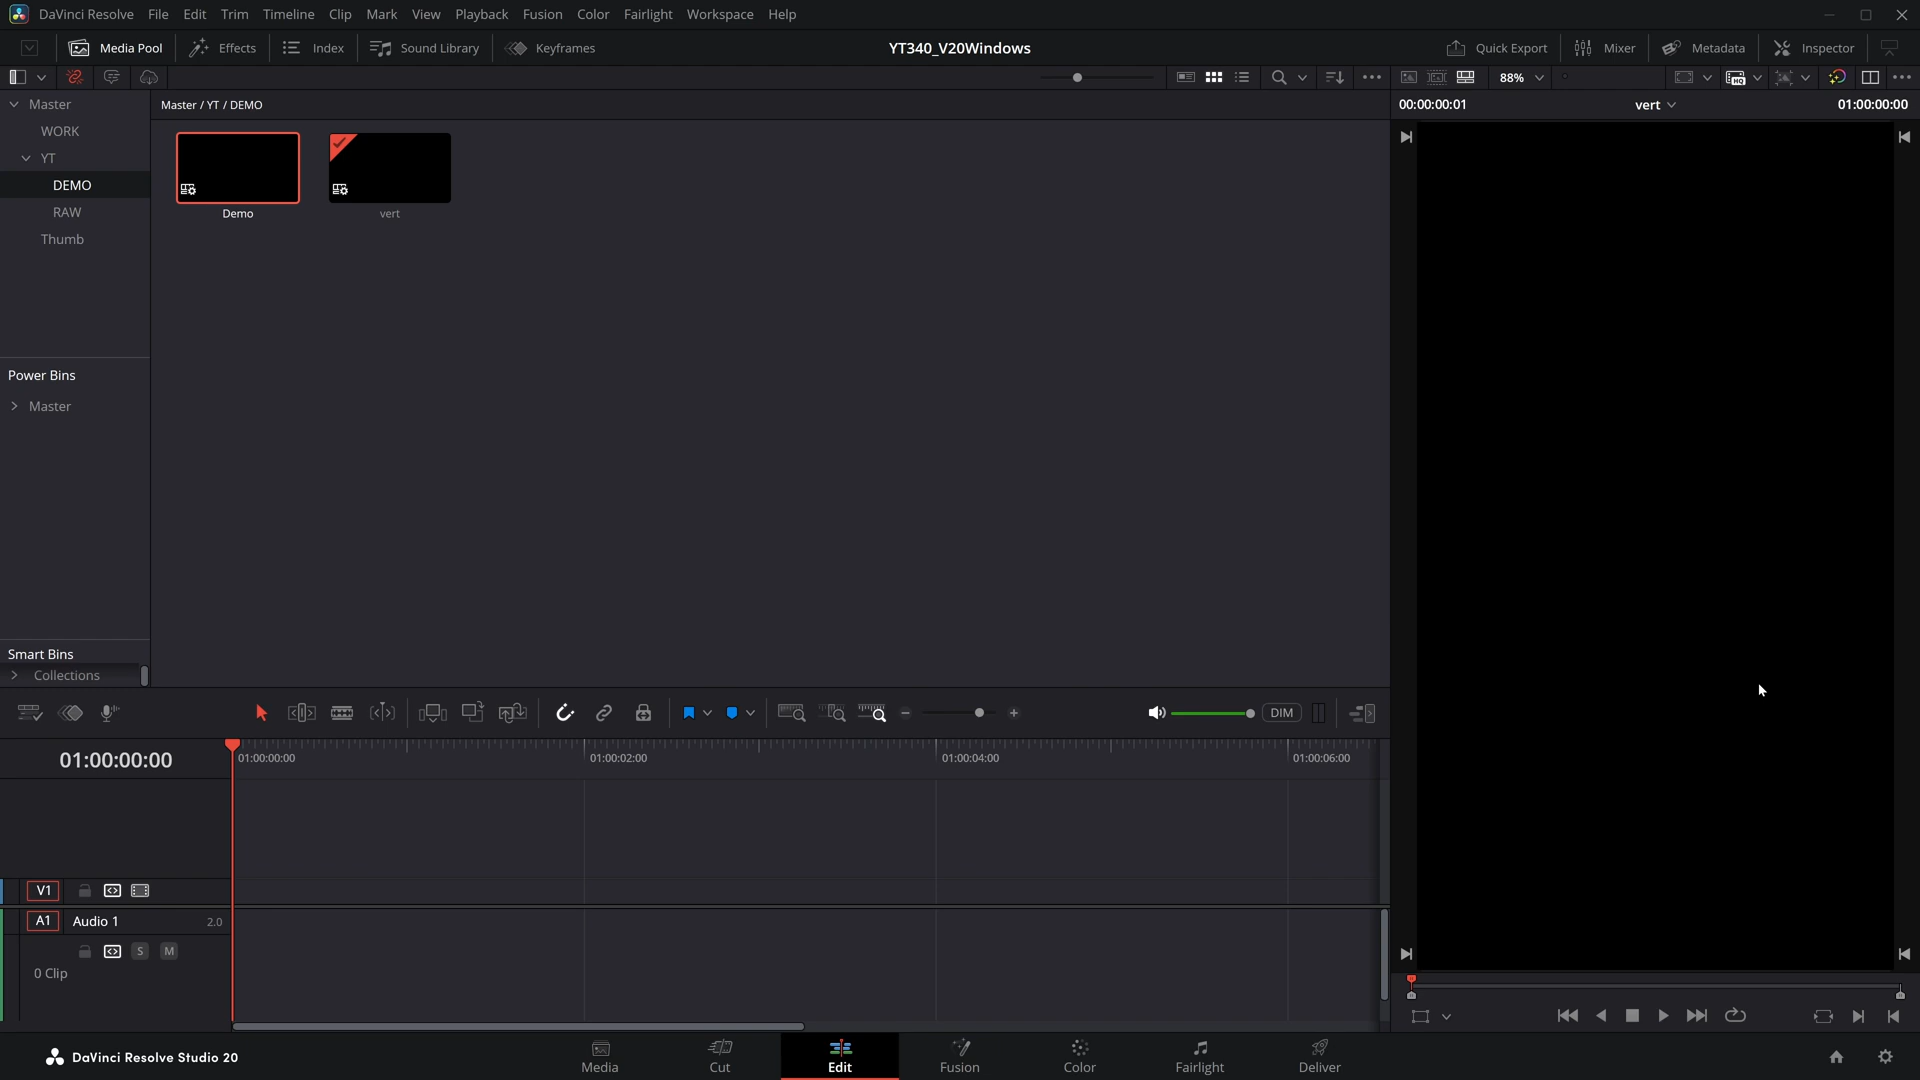 DaVinci Resolve File Edit Trim Timeline Clip Mark View Playback Fusion Color Fairlight Workspace Help
Media Pool Effects Index Sound Library Keyframes YT340_V20Windows Quick Export Mixer Metadata Inspector
88%
Master Master / YT / DEMO 00:00:00:01 vert 01:00:00:00
WORK
YT
DEMO
RAW
Demo vert
Thumb
Power Bins
Master
Smart Bins
Collections
DIM
01:00:00:00 01:00:00:00 01:00:02:00 01:00:04:00 01:00:06:00
V1
A1 Audio 1 2.0
S M
0 Clip
DaVinci Resolve Studio 20 Media Cut Edit Fusion Color Fairlight Deliver